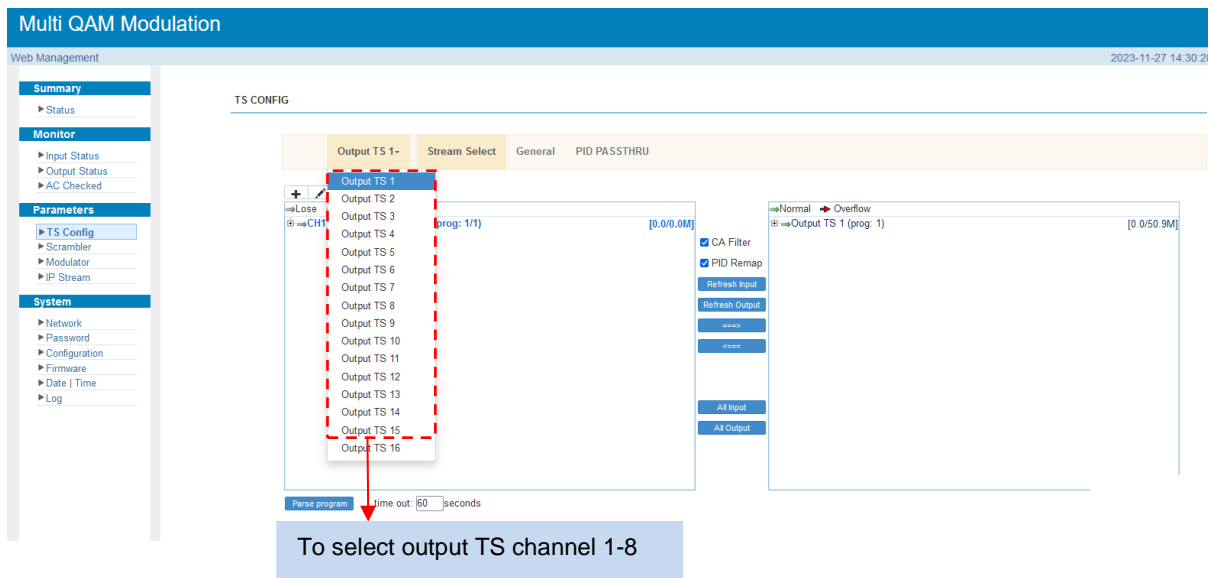 Multi QAM Modulation
Web Management
2023-11-27 14:30:28
Summary
Status
Monitor
Input Status
Output Status
AC Checked
Parameters
TS Config
Scrambler
Modulator
IP Stream
System
Network
Password
Configuration
Firmware
Date | Time
Log
TS CONFIG
Output TS 1 Stream Select General PID PASSTHRU
Output TS 1
Output TS 2
Output TS 3
Output TS 4
Output TS 5
Output TS 6
Output TS 7
Output TS 8
Output TS 9
Output TS 10
Output TS 11
Output TS 12
Output TS 13
Output TS 14
Output TS 15
Output TS 16
⇒Lose
⊞ ⇒CH1 prog: 1/1) [0.0/0.0M]
CA Filter
PID Remap
Refresh Input
Refresh Output
===>
<===
All Input
All Output
⇒Normal Overflow
⊞ ⇒Output TS 1 (prog: 1) [0.0/50.9M]
Parse program time out: 60 seconds
To select output TS channel 1-8